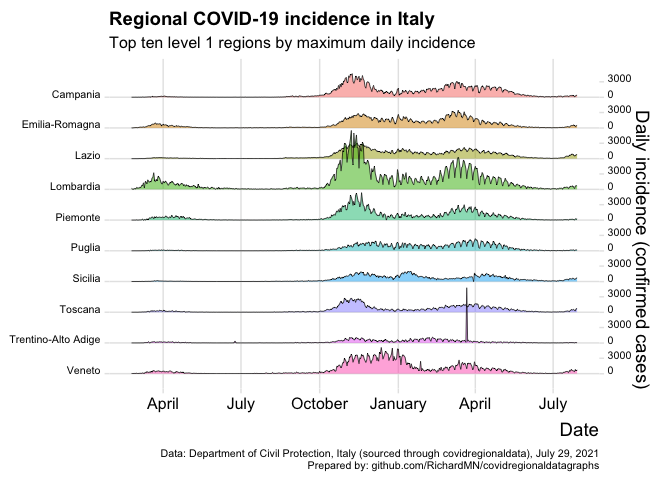 Regional COVID-19 incidence in Italy
Top ten level 1 regions by maximum daily incidence
Campania
3000
0
Emilia-Romagna
3000
0
Lazio
3000
0
Lombardia
3000
0
Piemonte
3000
0
Puglia
3000
0
Sicilia
3000
0
Toscana
3000
0
Trentino-Alto Adige
3000
0
Veneto
3000
0
Daily incidence (confirmed cases)
April
July
October
January
April
July
Date
Data: Department of Civil Protection, Italy (sourced through covidregionaldata), July 29, 2021
Prepared by: github.com/RichardMN/covidregionaldatagraphs